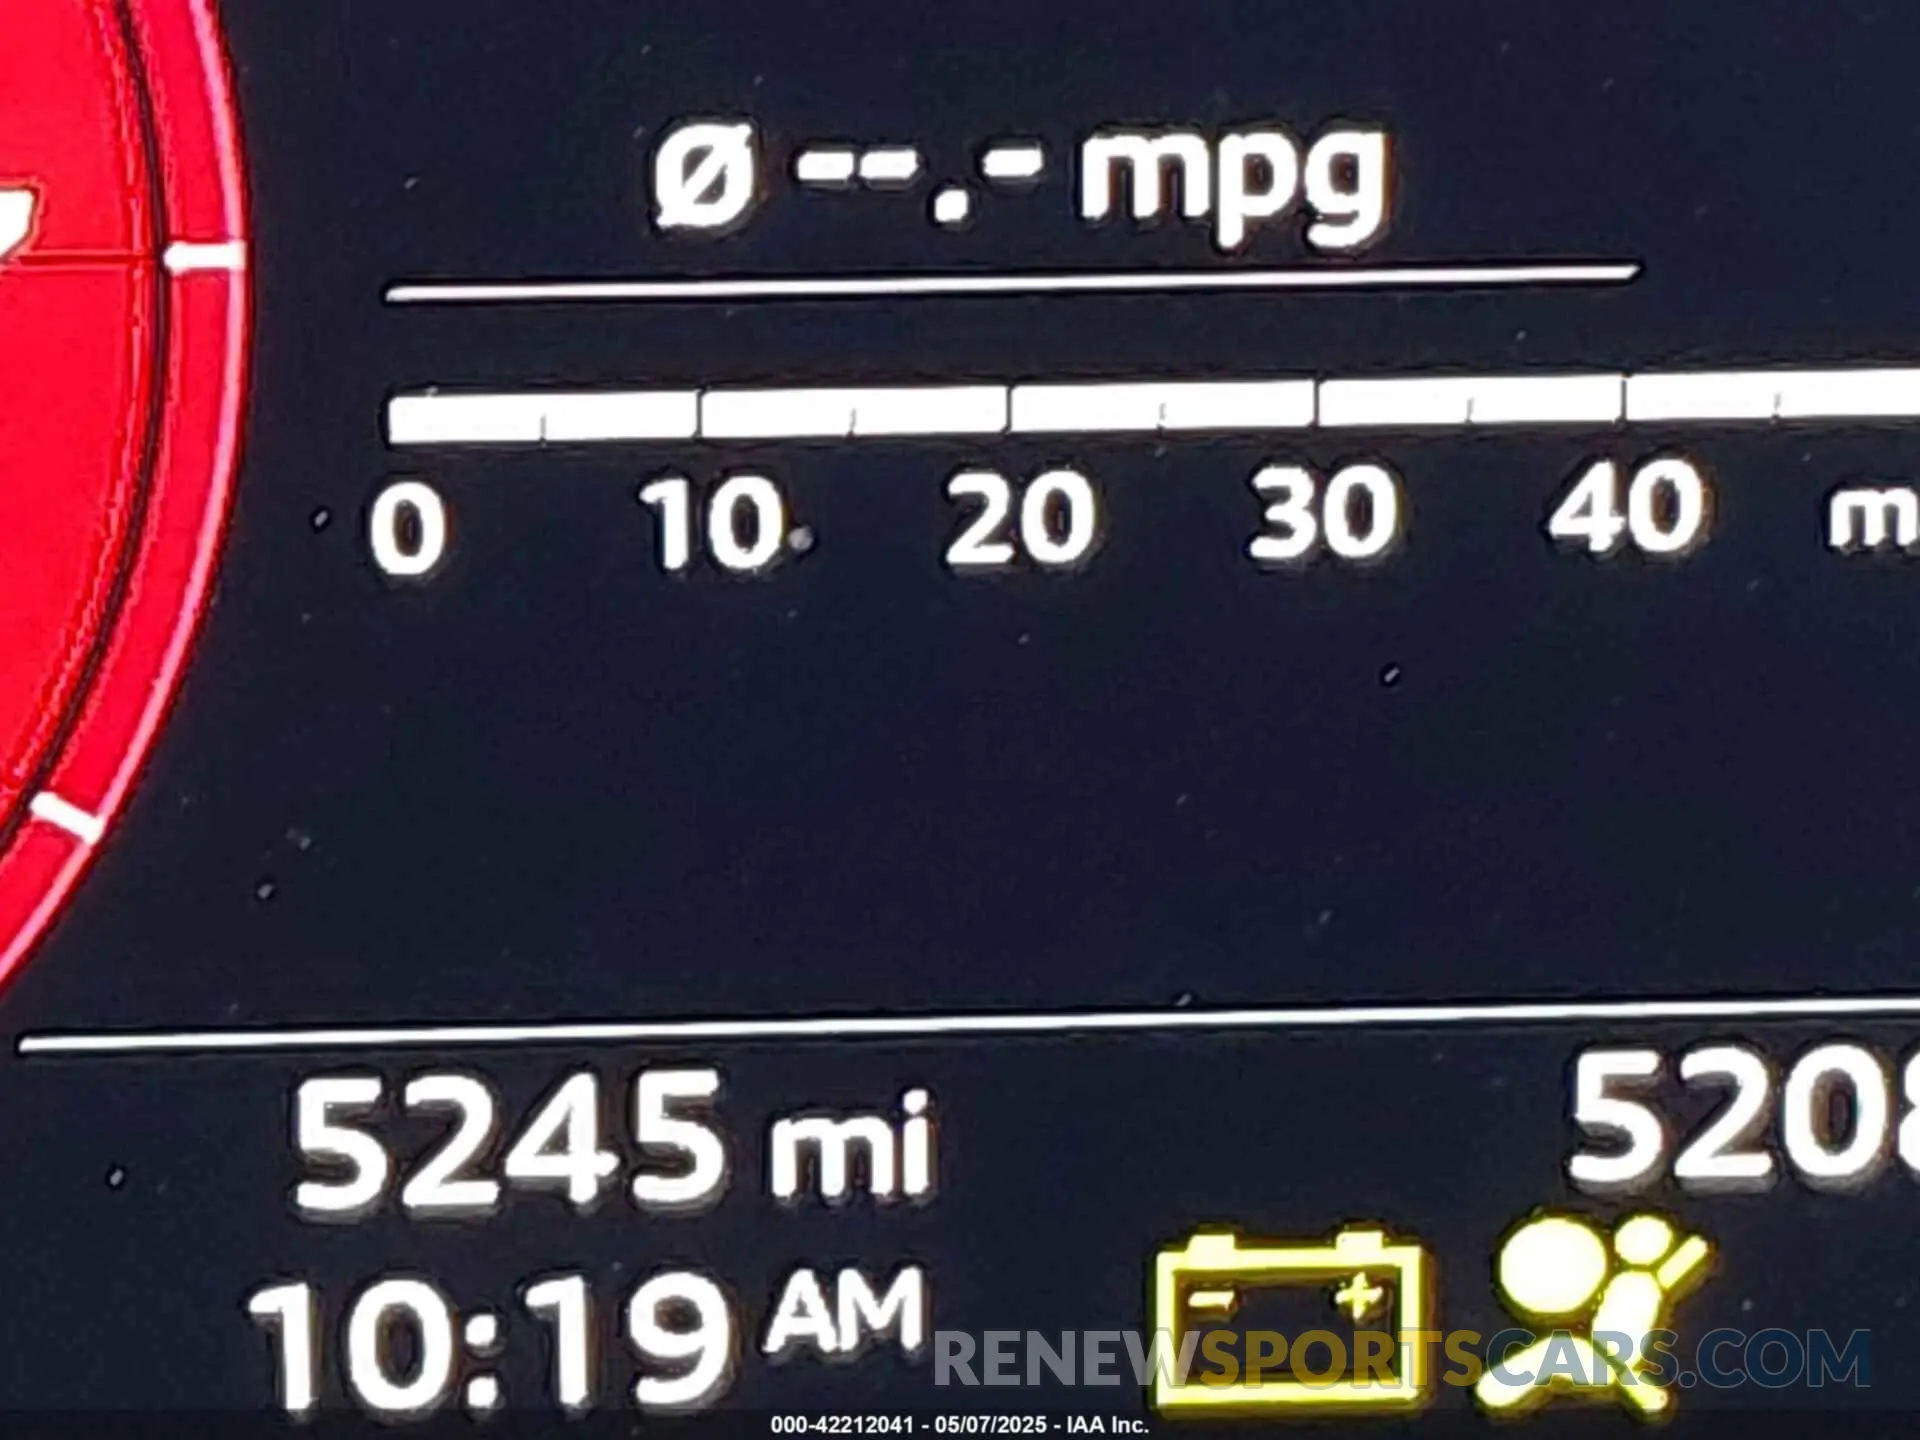 Ø --.- mpg
0 10 20 30 40 m
5245 mi 5208
10:19 AM
- +
RENEWSPORTSCARS.COM
000-42212041 - 05/07/2025 - IAA Inc.